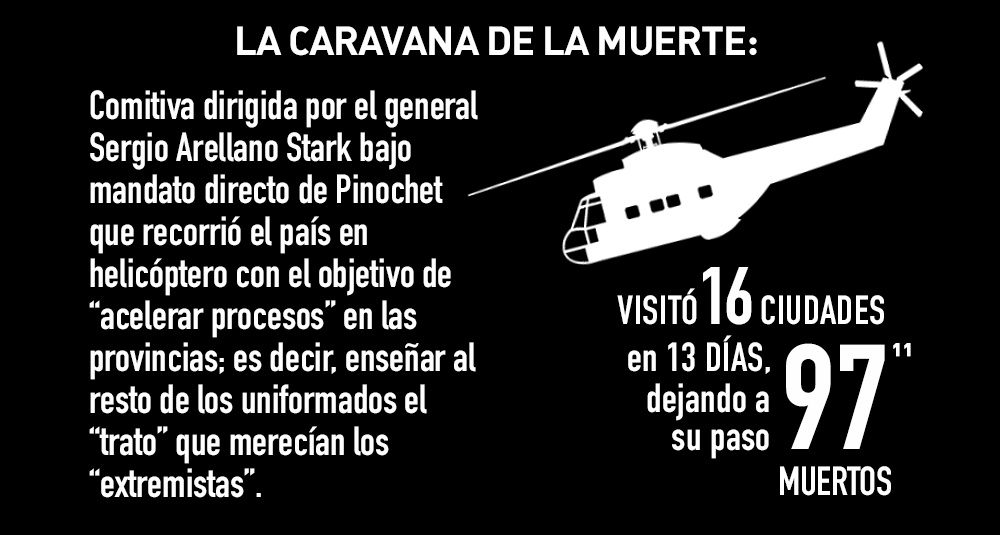 LA CARAVANA DE LA MUERTE:
Comitiva dirigida por el general
Sergio Arellano Stark bajo
mandato directo de Pinochet
que recorrió el país en
helicóptero con el objetivo de
“acelerar procesos” en las
provincias; es decir, enseñar al
resto de los uniformados el
“trato” que merecían los
“extremistas”.
VISITÓ 16 CIUDADES
en 13 DÍAS,
dejando a
su paso
97¹¹
MUERTOS